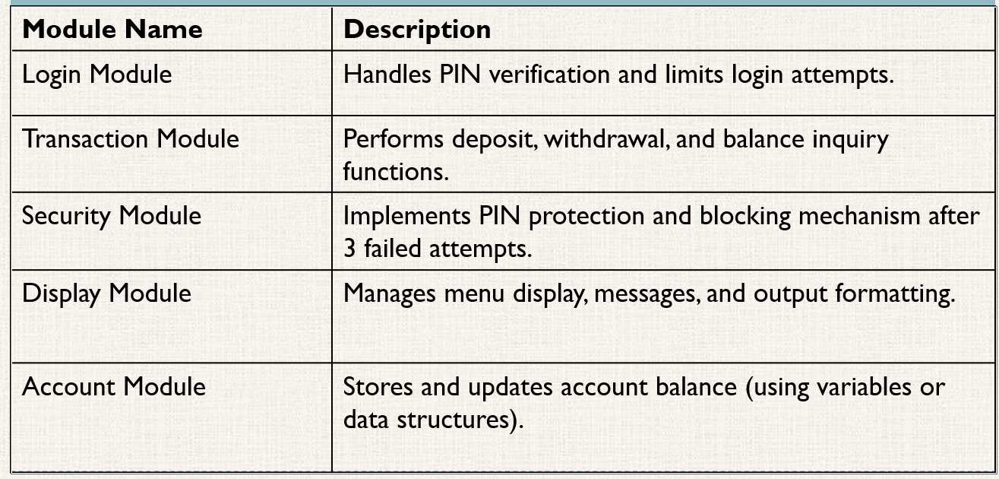 Module Name
Description
Login Module
Handles PIN verification and limits login attempts.
Transaction Module
Performs deposit, withdrawal, and balance inquiry
functions.
Security Module
Implements PIN protection and blocking mechanism after
3 failed attempts.
Display Module
Manages menu display, messages, and output formatting.
Account Module
Stores and updates account balance (using variables or
data structures).